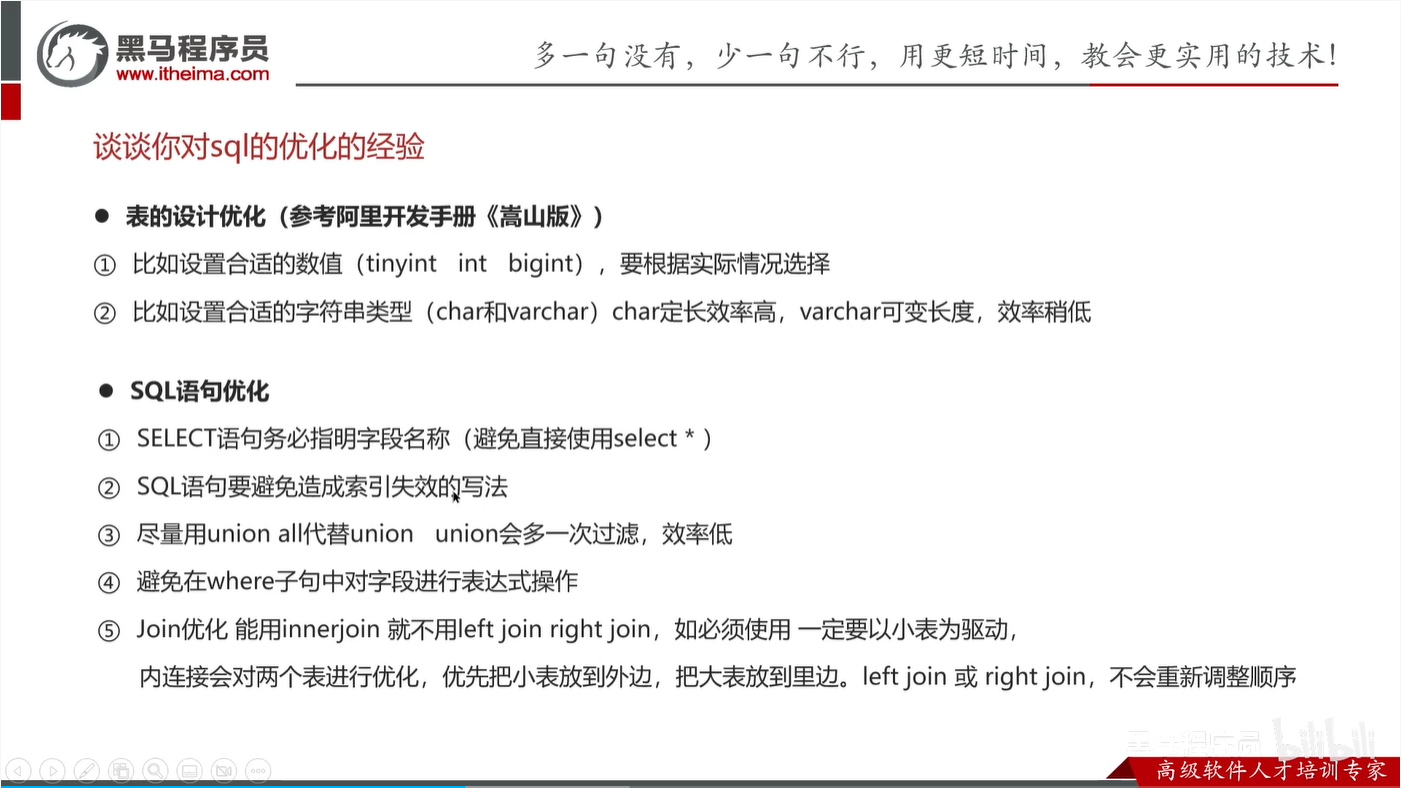 黑马程序员
www.itheima.com
多一句没有，少一句不行，用更短时间，教会更实用的技术！
谈谈你对sql的优化的经验
● 表的设计优化（参考阿里开发手册《嵩山版》）
① 比如设置合适的数值（tinyint int bigint），要根据实际情况选择
② 比如设置合适的字符串类型（char和varchar）char定长效率高，varchar可变长度，效率稍低
● SQL语句优化
① SELECT语句务必指明字段名称（避免直接使用select * ）
② SQL语句要避免造成索引失效的写法
③ 尽量用union all代替union union会多一次过滤，效率低
④ 避免在where子句中对字段进行表达式操作
⑤ Join优化 能用innerjoin 就不用left join right join，如必须使用 一定要以小表为驱动，
内连接会对两个表进行优化，优先把小表放到外边，把大表放到里边。left join 或 right join，不会重新调整顺序
黑马程序员 bilibili
高级软件人才培训专家